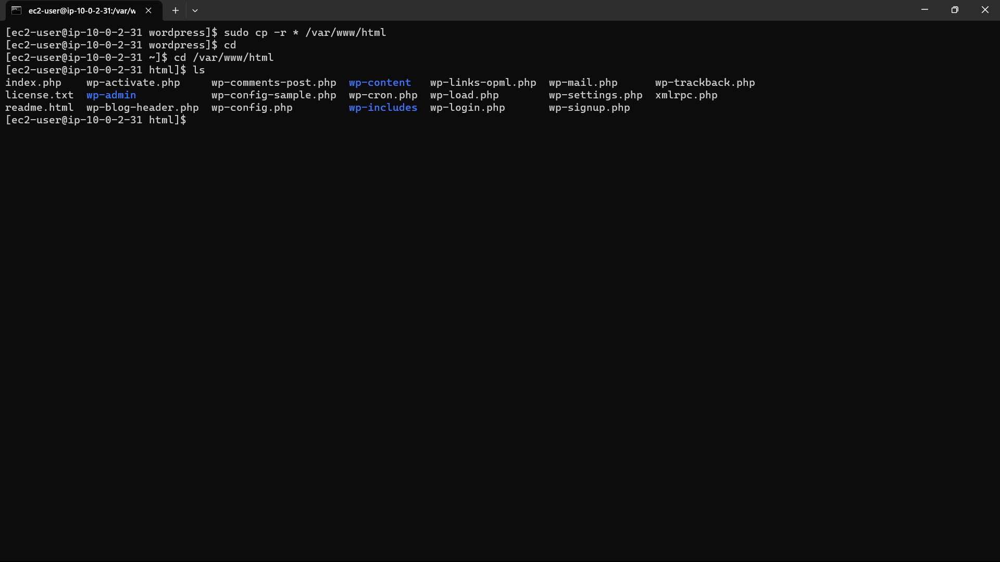 ec2-user@ip-10-0-2-31:/var/w
[ec2-user@ip-10-0-2-31 wordpress]$ sudo cp -r * /var/www/html
[ec2-user@ip-10-0-2-31 wordpress]$ cd
[ec2-user@ip-10-0-2-31 ~]$ cd /var/www/html
[ec2-user@ip-10-0-2-31 html]$ ls
index.php    wp-activate.php     wp-comments-post.php  wp-content   wp-links-opml.php  wp-mail.php      wp-trackback.php
license.txt  wp-admin            wp-config-sample.php  wp-cron.php  wp-load.php        wp-settings.php  xmlrpc.php
readme.html  wp-blog-header.php  wp-config.php         wp-includes  wp-login.php       wp-signup.php
[ec2-user@ip-10-0-2-31 html]$